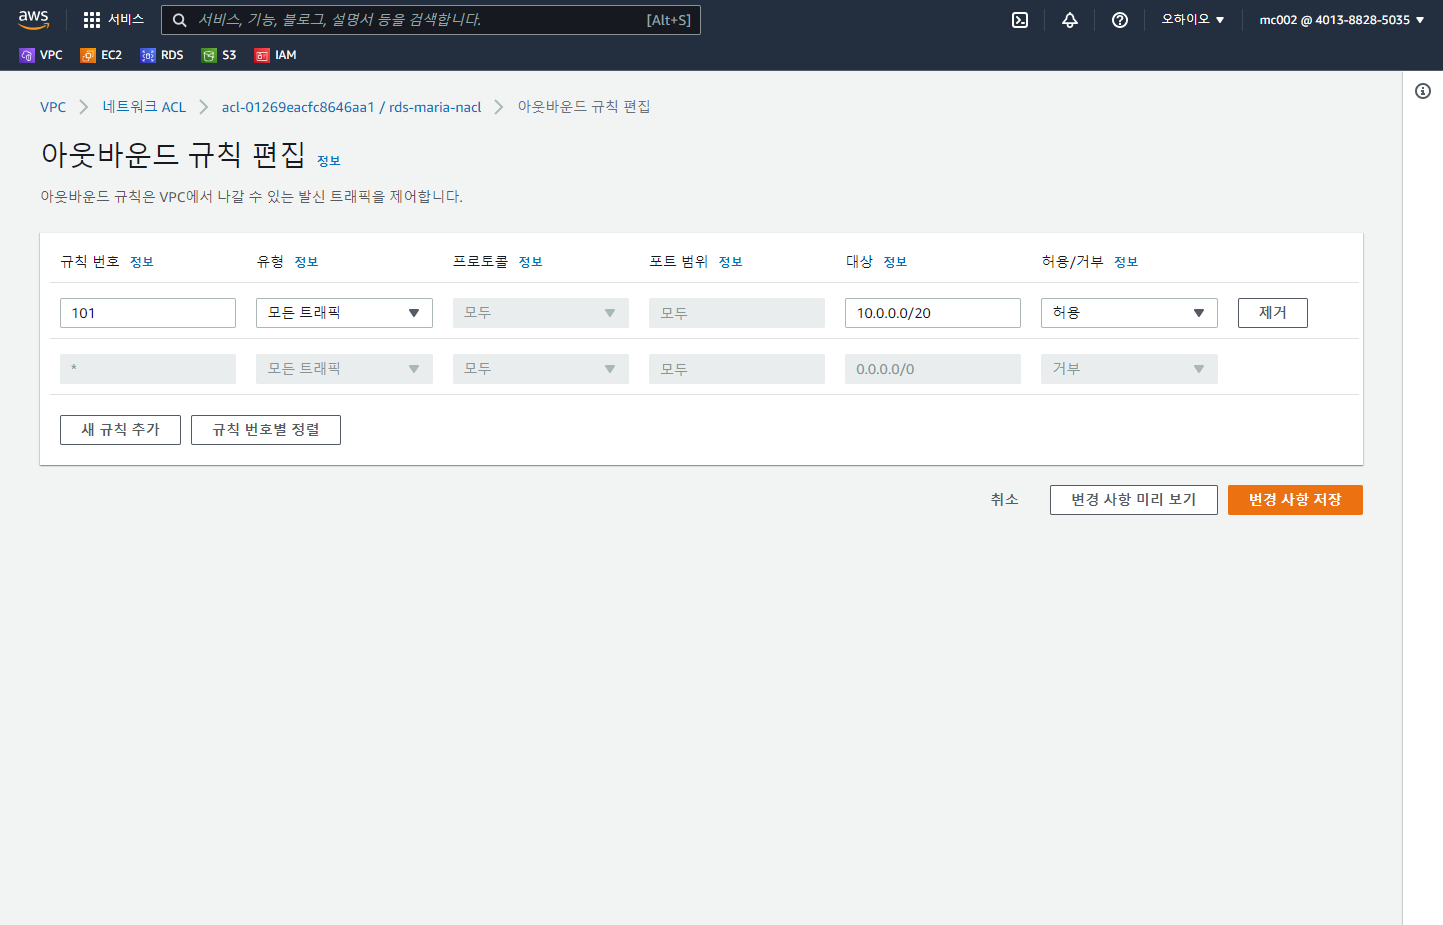 aws 서비스 서비스, 기능, 블로그, 설명서 등을 검색합니다. [Alt+S] 오하이오 ▼ mc002 @ 4013-8828-5035 ▼
VPC EC2 RDS S3 IAM
VPC > 네트워크 ACL > acl-01269eacfc8646aa1 / rds-maria-nacl > 아웃바운드 규칙 편집
아웃바운드 규칙 편집 정보
아웃바운드 규칙은 VPC에서 나갈 수 있는 발신 트래픽을 제어합니다.
규칙 번호 정보 유형 정보 프로토콜 정보 포트 범위 정보 대상 정보 허용/거부 정보
101 모든 트래픽 모두 모두 10.0.0.0/20 허용 제거
* 모든 트래픽 모두 모두 0.0.0.0/0 거부
새 규칙 추가 규칙 번호별 정렬
취소 변경 사항 미리 보기 변경 사항 저장